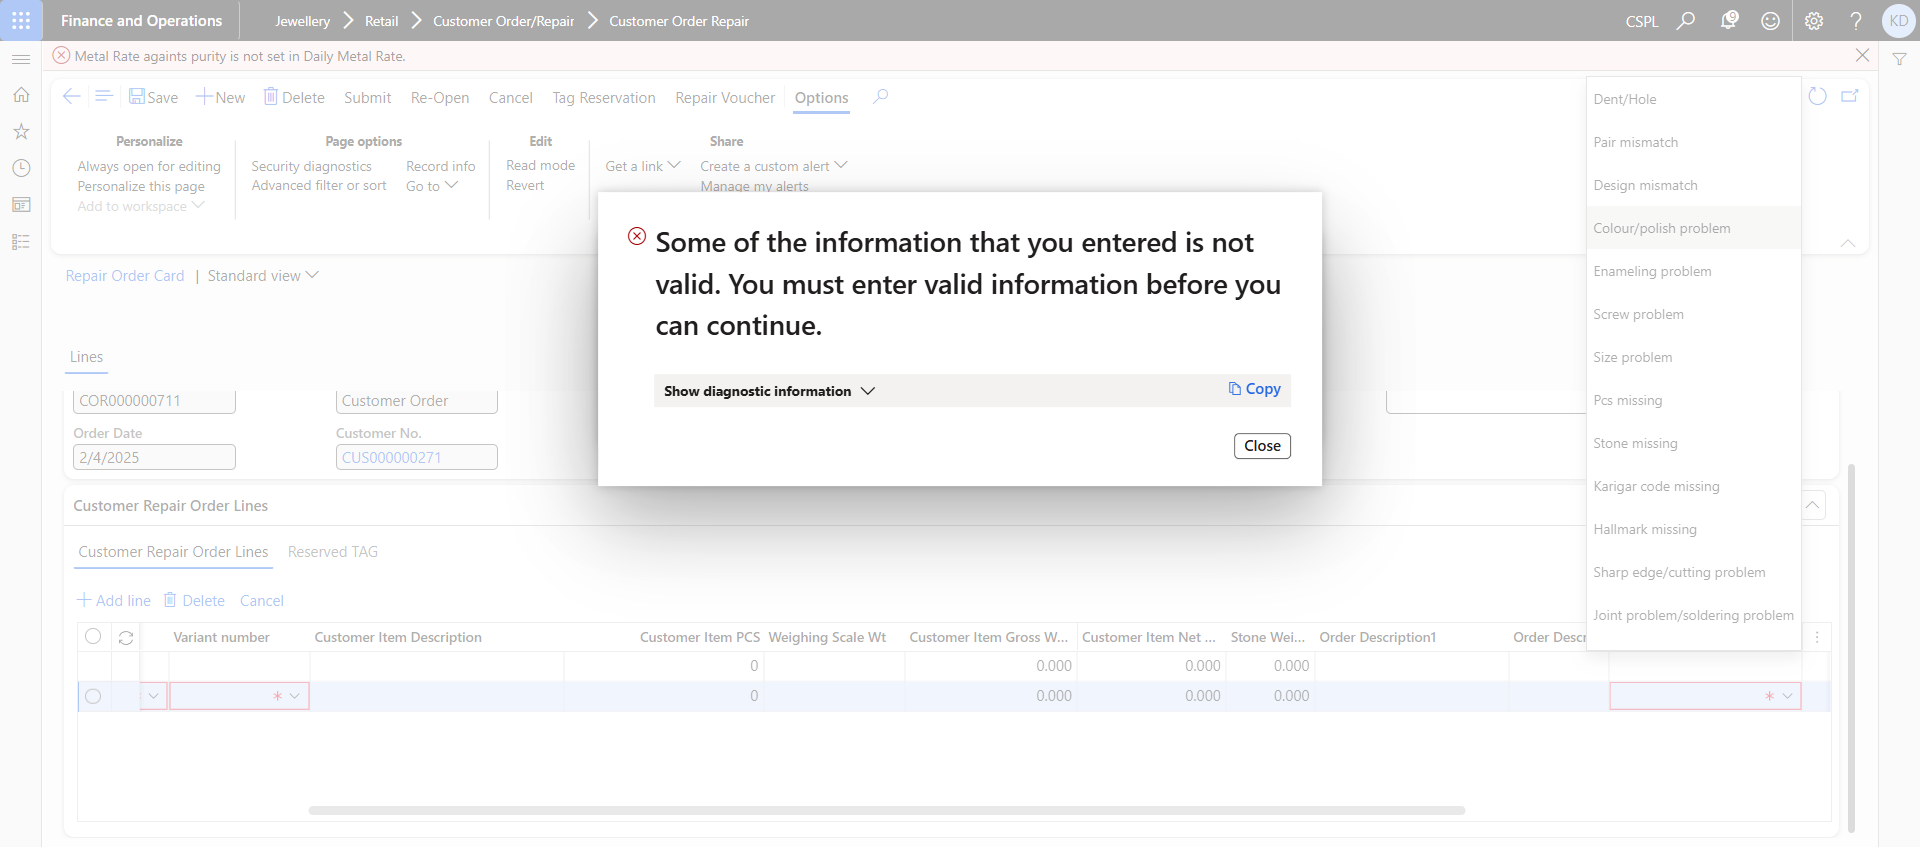 Finance and Operations
Jewellery
Retail
Customer Order/Repair
Customer Order Repair
CSPL
9
KD
Metal Rate againts purity is not set in Daily Metal Rate.
Save
New
Delete
Submit
Re-Open
Cancel
Tag Reservation
Repair Voucher
Options
Personalize
Always open for editing
Personalize this page
Add to workspace
Page options
Security diagnostics
Advanced filter or sort
Record info
Go to
Edit
Read mode
Revert
Get a link
Share
Create a custom alert
Manage my alerts
Repair Order Card | Standard view
Some of the information that you entered is not
valid. You must enter valid information before you
can continue.
Show diagnostic information
Copy
Close
Lines
COR000000711
Customer Order
Order Date
2/4/2025
Customer No.
CUS000000271
Customer Repair Order Lines
Customer Repair Order Lines
Reserved TAG
Add line
Delete
Cancel
Variant number
Customer Item Description
Customer Item PCS
Weighing Scale Wt
Customer Item Gross W...
Customer Item Net ...
Stone Wei...
Order Description1
Order Descr
0 0.000 0.000 0.000
* 0 0.000 0.000 0.000 *
Dent/Hole
Pair mismatch
Design mismatch
Colour/polish problem
Enameling problem
Screw problem
Size problem
Pcs missing
Stone missing
Karigar code missing
Hallmark missing
Sharp edge/cutting problem
Joint problem/soldering problem